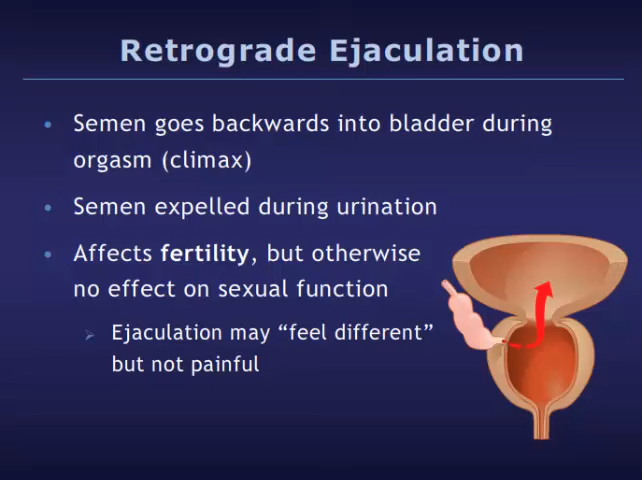 Retrograde Ejaculation
• Semen goes backwards into bladder during
orgasm (climax)
• Semen expelled during urination
• Affects fertility, but otherwise
no effect on sexual function
➢ Ejaculation may “feel different”
but not painful